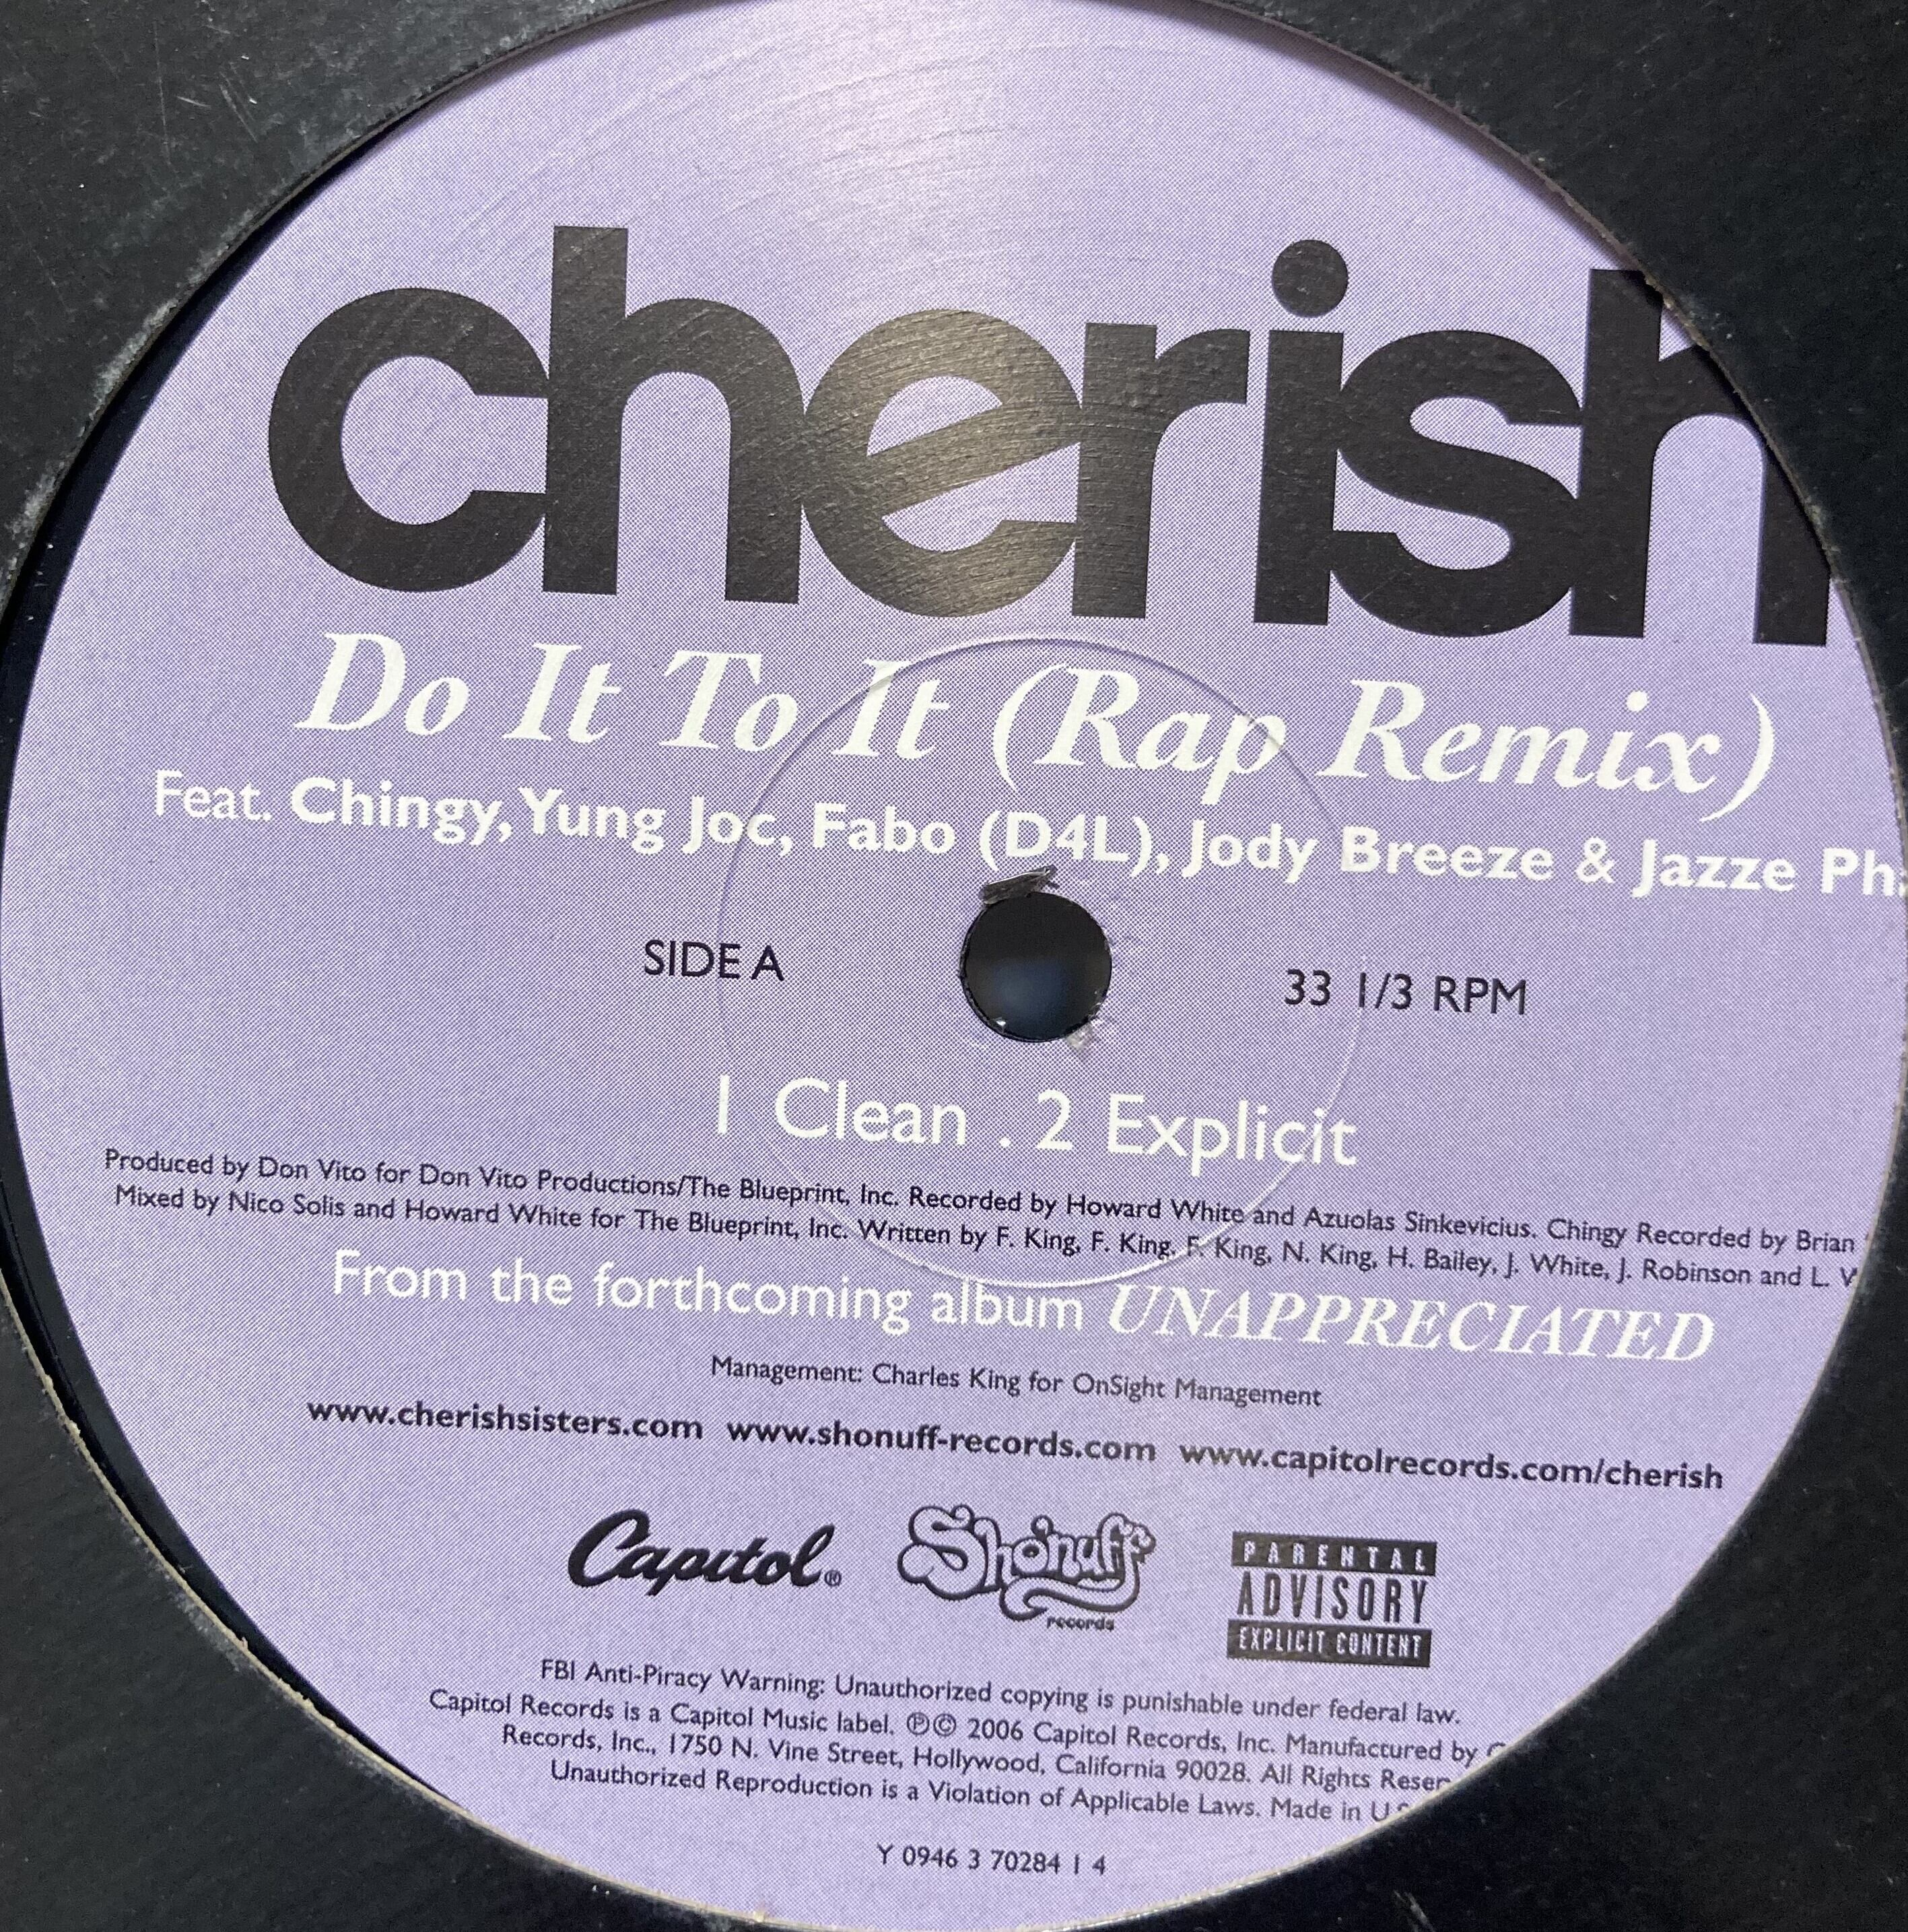 cherish
Do It To It (Rap Remix)
Feat. Chingy, Yung Joc, Fabo (D4L), Jody Breeze & Jazze
SIDE A 33 1/3 RPM
1 Clean . 2 Explicit
Produced by Don Vito for Don Vito Productions/The Blueprint, Inc. Recorded by Howard White and Azuolas Sinkevicius. Chingy Recorded by Brian
Mixed by Nico Solis and Howard White for The Blueprint, Inc. Written by F. King, F. King, F. King, N. King, H. Bailey, J. White, J. Robinson and L.
From the forthcoming album UNAPPRECIATED
Management: Charles King for OnSight Management
www.cherishsisters.com www.shonuff-records.com www.capitolrecords.com/cherish
Capitol® Shonuff records PARENTAL ADVISORY EXPLICIT CONTENT
FBI Anti-Piracy Warning: Unauthorized copying is punishable under federal law.
Capitol Records is a Capitol Music label. ℗© 2006 Capitol Records, Inc. Manufactured by
Records, Inc., 1750 N. Vine Street, Hollywood, California 90028. All Rights
Unauthorized Reproduction is a Violation of Applicable Laws. Made in
Y 0946 3 70284 1 4